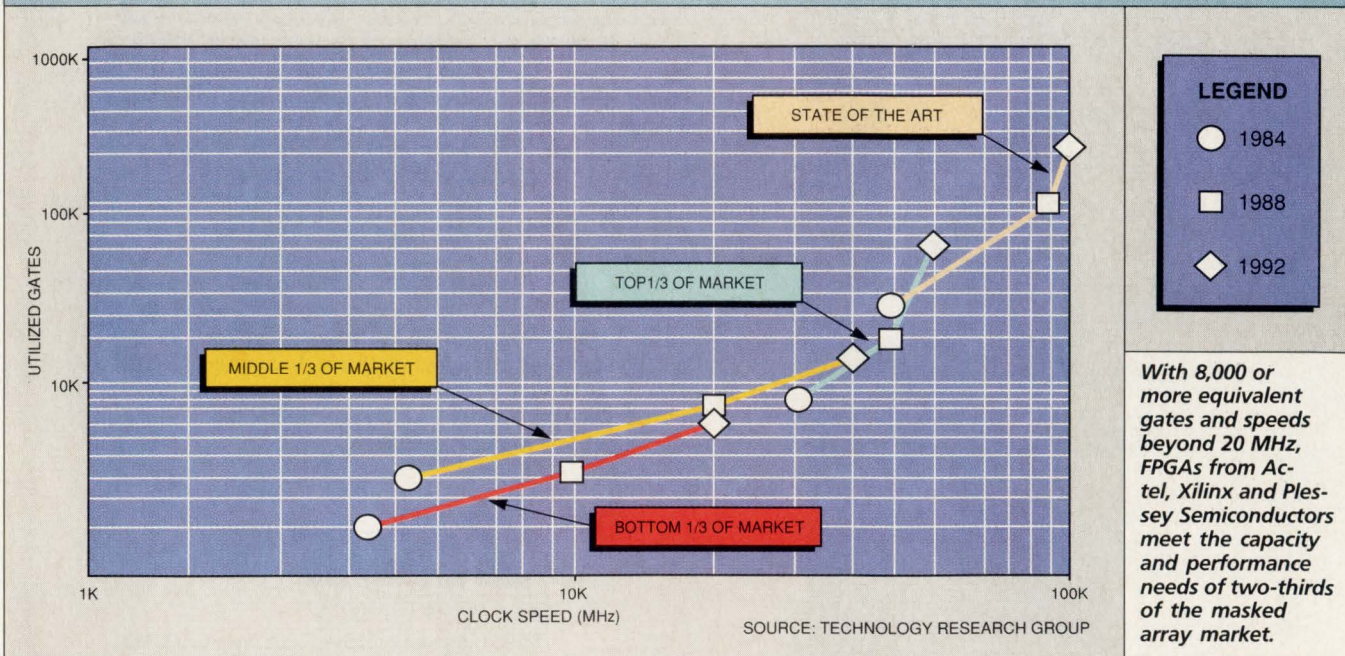 1000K
100K
10K
UTILIZED GATES
STATE OF THE ART
TOP1/3 OF MARKET
MIDDLE 1/3 OF MARKET
BOTTOM 1/3 OF MARKET
1K
10K
100K
CLOCK SPEED (MHz)
SOURCE: TECHNOLOGY RESEARCH GROUP
LEGEND
1984
1988
1992
With 8,000 or
more equivalent
gates and speeds
beyond 20 MHz,
FPGAs from Ac-
tel, Xilinx and Ples-
sey Semiconductors
meet the capacity
and performance
needs of two-thirds
of the masked
array market.